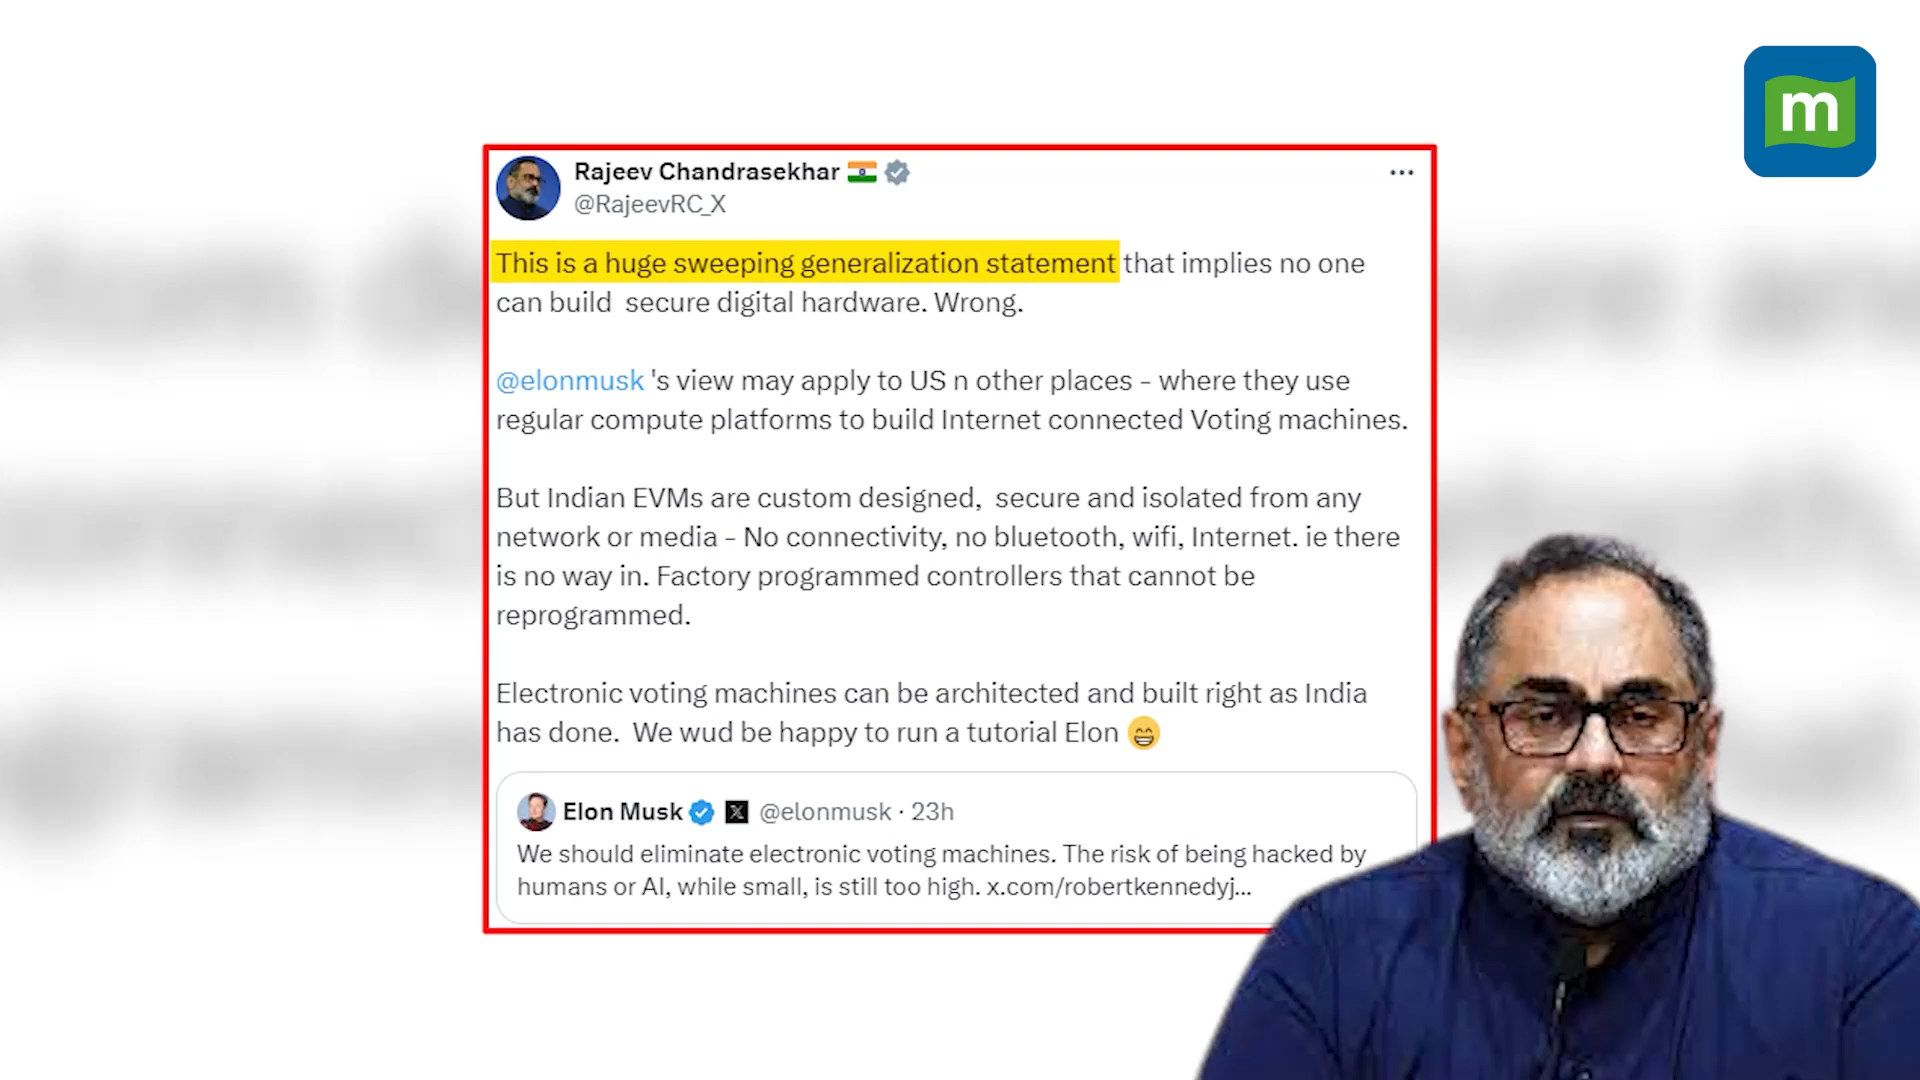 m
Rajeev Chandrasekhar
@RajeevRC_X
This is a huge sweeping generalization statement that implies no one
can build  secure digital hardware. Wrong.
@elonmusk 's view may apply to US n other places - where they use
regular compute platforms to build Internet connected Voting machines.
But Indian EVMs are custom designed,  secure and isolated from any
network or media - No connectivity, no bluetooth, wifi, Internet. ie there
is no way in. Factory programmed controllers that cannot be
reprogrammed.
Electronic voting machines can be architected and built right as India
has done.  We wud be happy to run a tutorial Elon 😁
Elon Musk X @elonmusk · 23h
We should eliminate electronic voting machines. The risk of being hacked by
humans or AI, while small, is still too high. x.com/robertkennedyj...